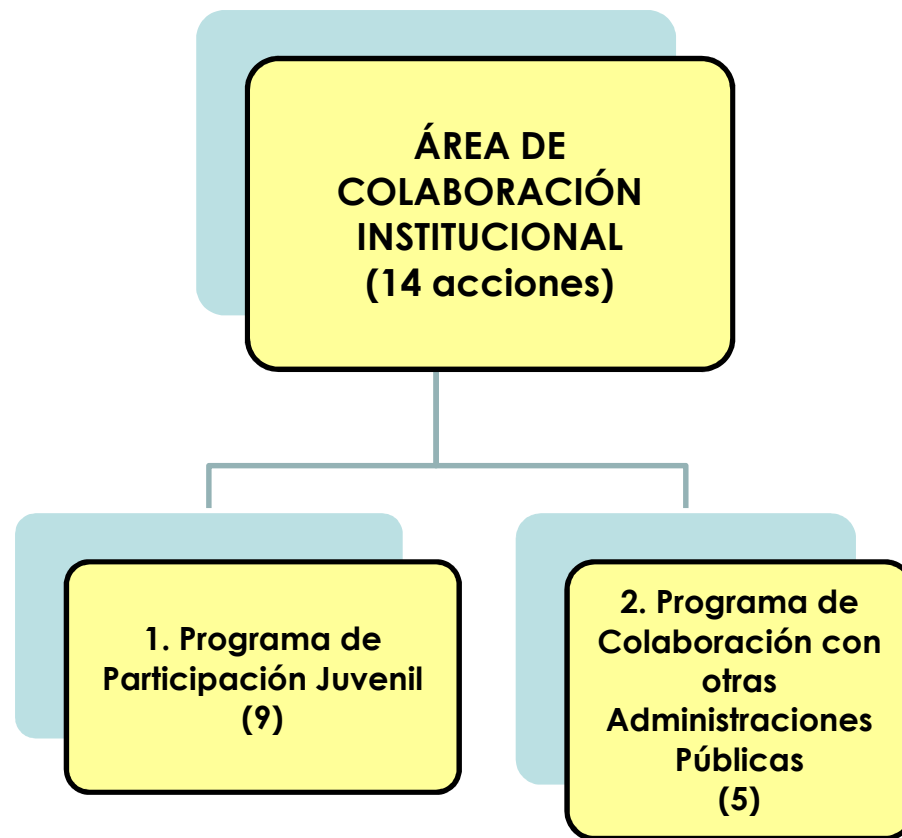 ÁREA DE
COLABORACIÓN
INSTITUCIONAL
(14 acciones)
1. Programa de
Participación Juvenil
(9)
2. Programa de
Colaboración con
otras
Administraciones
Públicas
(5)